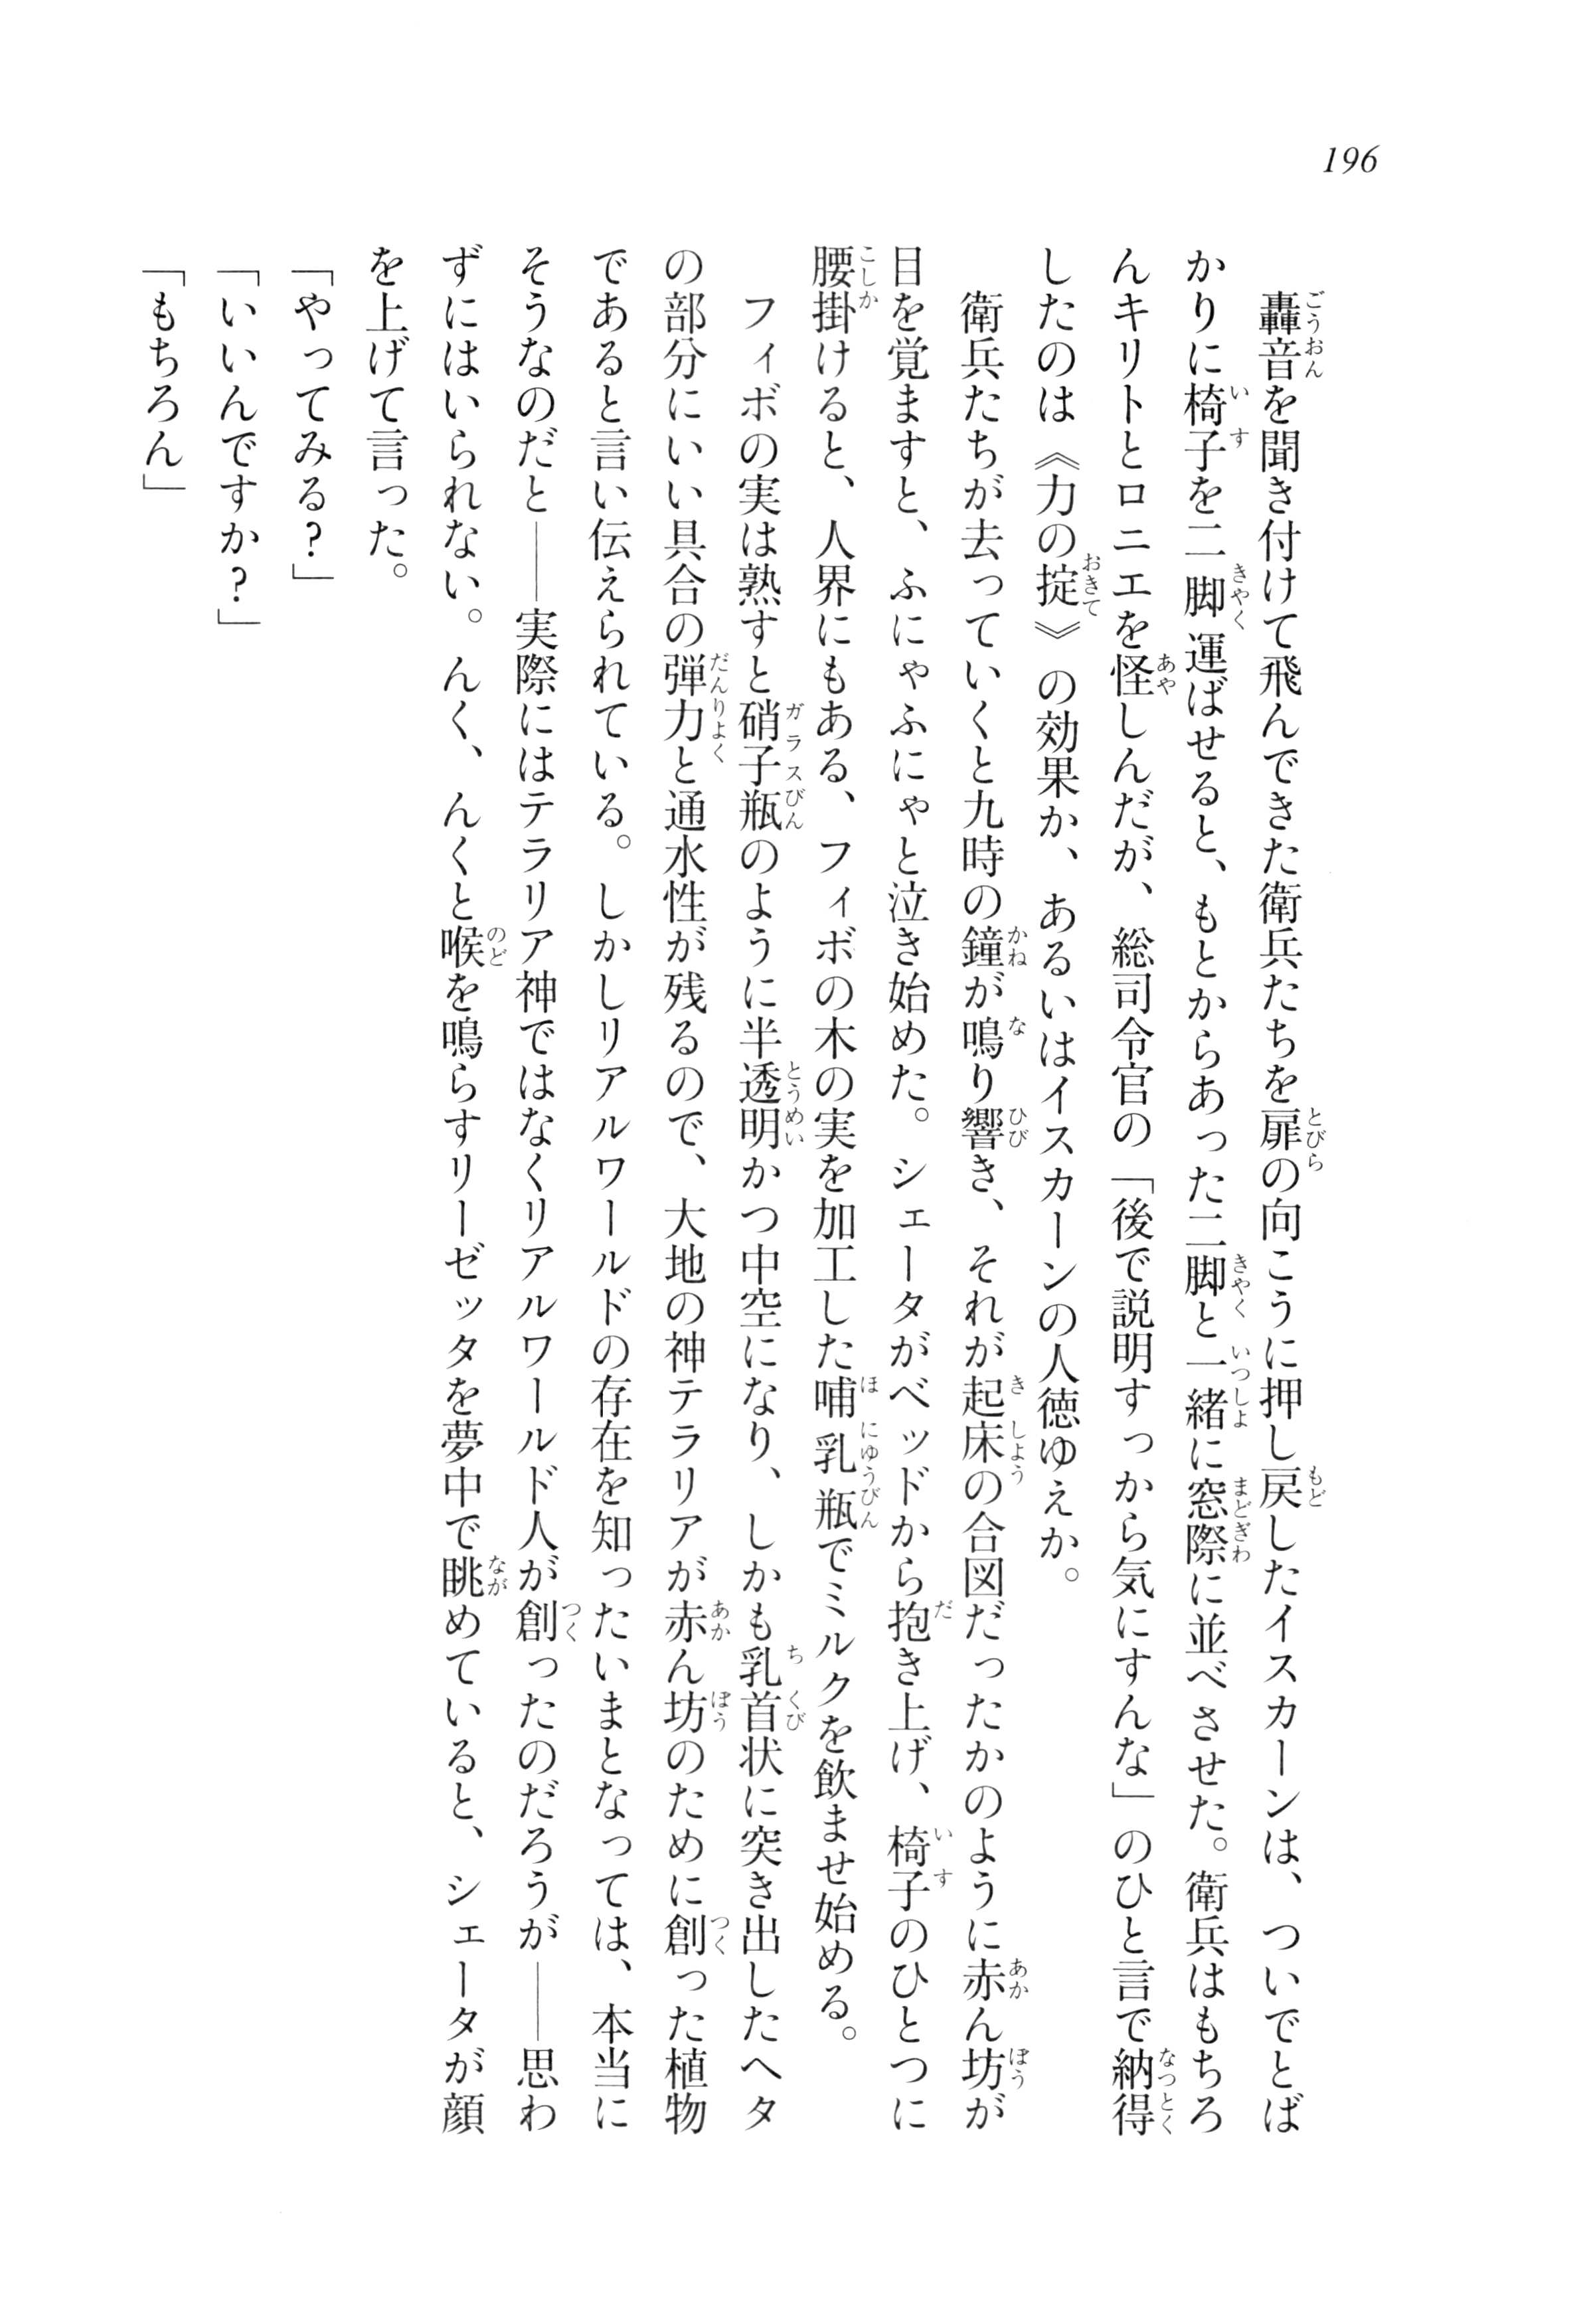 196
轟音を聞き付けて飛んできた衛兵たちを扉の向こうに押し戻したイスカーンは、ついでとば
かりに椅子を二脚運ばせると、もとからあった二脚と一緒に窓際に並べさせた。衛兵はもちろ
んキリトとロニエを怪しんだが、総司令官の「後で説明すっから気にすんな」のひと言で納得
したのは《力の掟》の効果か、あるいはイスカーンの人徳ゆえか。
衛兵たちが去っていくと九時の鐘が鳴り響き、それが起床の合図だったかのように赤ん坊が
目を覚ますと、ふにゃふにゃと泣き始めた。シェータがベッドから抱き上げ、椅子のひとつに
腰掛けると、人界にもある、フィボの木の実を加工した哺乳瓶でミルクを飲ませ始める。
フィボの実は熟すと硝子瓶のように半透明かつ中空になり、しかも乳首状に突き出したヘタ
の部分にいい具合の弾力と通水性が残るので、大地の神テラリアが赤ん坊のために創った植物
であると言い伝えられている。しかしリアルワールドの存在を知ったいまとなっては、本当に
そうなのだと――実際にはテラリア神ではなくリアルワールド人が創ったのだろうが――思わ
ずにはいられない。んく、んくと喉を鳴らすリーゼッタを夢中で眺めていると、シェータが顔
を上げて言った。
「やってみる?」
「いいんですか?」
「もちろん」